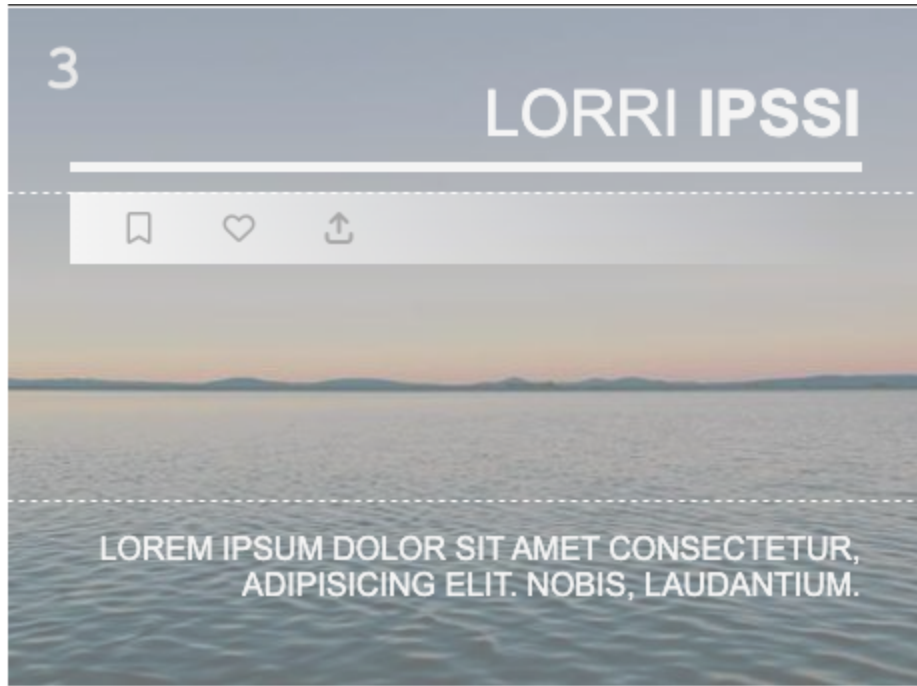 3
LORRI IPSSI
LOREM IPSUM DOLOR SIT AMET CONSECTETUR,
ADIPISICING ELIT. NOBIS, LAUDANTIUM.